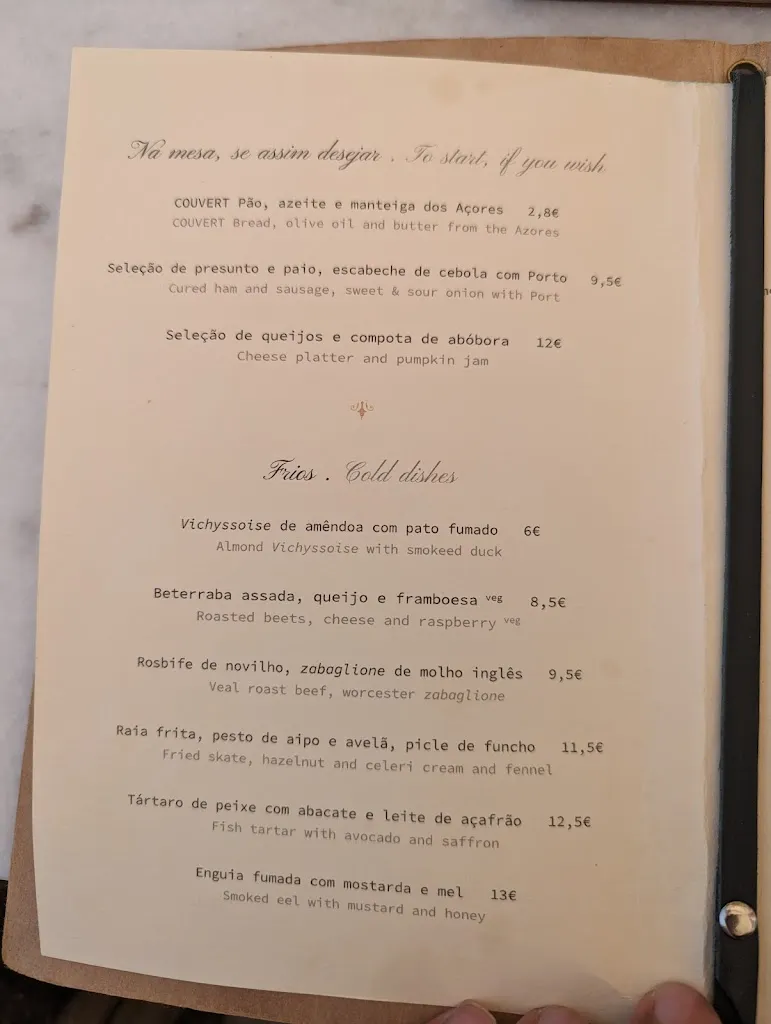 Na mesa, se assim desejar . To start, if you wish
COUVERT Pão, azeite e manteiga dos Açores 2,8€
COUVERT Bread, olive oil and butter from the Azores
Seleção de presunto e paio, escabeche de cebola com Porto 9,5€
Cured ham and sausage, sweet & sour onion with Port
Seleção de queijos e compota de abóbora 12€
Cheese platter and pumpkin jam
Frios . Cold dishes
Vichyssoise de amêndoa com pato fumado 6€
Almond Vichyssoise with smokeed duck
Beterraba assada, queijo e framboesa veg 8,5€
Roasted beets, cheese and raspberry veg
Rosbife de novilho, zabaglione de molho inglês 9,5€
Veal roast beef, worcester zabaglione
Raia frita, pesto de aipo e avelã, picle de funcho 11,5€
Fried skate, hazelnut and celeri cream and fennel
Tártaro de peixe com abacate e leite de açafrão 12,5€
Fish tartar with avocado and saffron
Enguia fumada com mostarda e mel 13€
Smoked eel with mustard and honey